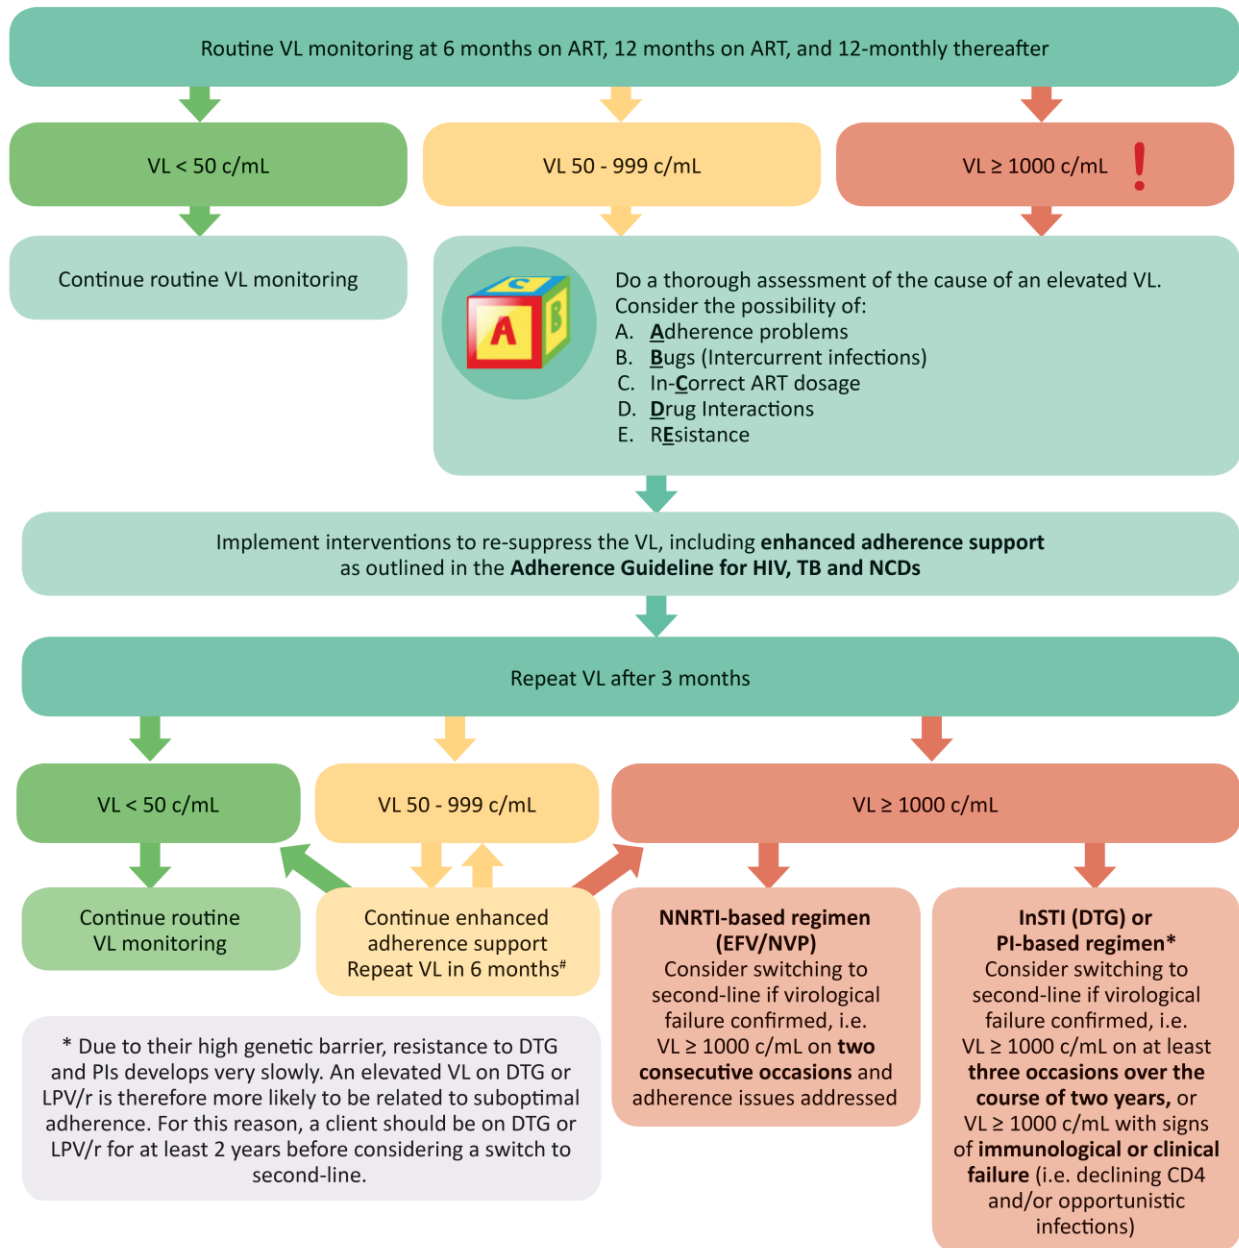 Routine VL monitoring at 6 months on ART, 12 months on ART, and 12-monthly thereafter
VL < 50 c/mL
VL 50 - 999 c/mL
VL ≥ 1000 c/mL !
Continue routine VL monitoring
C
A
B
Do a thorough assessment of the cause of an elevated VL.
Consider the possibility of:
A. Adherence problems
B. Bugs (Intercurrent infections)
C. In-Correct ART dosage
D. Drug Interactions
E. REsistance
Implement interventions to re-suppress the VL, including enhanced adherence support
as outlined in the Adherence Guideline for HIV, TB and NCDs
Repeat VL after 3 months
VL < 50 c/mL
VL 50 - 999 c/mL
VL ≥ 1000 c/mL
Continue routine
VL monitoring
Continue enhanced
adherence support
Repeat VL in 6 months#
NNRTI-based regimen
(EFV/NVP)
Consider switching to
second-line if virological
failure confirmed, i.e.
VL ≥ 1000 c/mL on two
consecutive occasions and
adherence issues addressed
InSTI (DTG) or
PI-based regimen*
Consider switching to
second-line if virological
failure confirmed, i.e.
VL ≥ 1000 c/mL on at least
three occasions over the
course of two years, or
VL ≥ 1000 c/mL with signs
of immunological or clinical
failure (i.e. declining CD4
and/or opportunistic
infections)
* Due to their high genetic barrier, resistance to DTG
and PIs develops very slowly. An elevated VL on DTG or
LPV/r is therefore more likely to be related to suboptimal
adherence. For this reason, a client should be on DTG or
LPV/r for at least 2 years before considering a switch to
second-line.